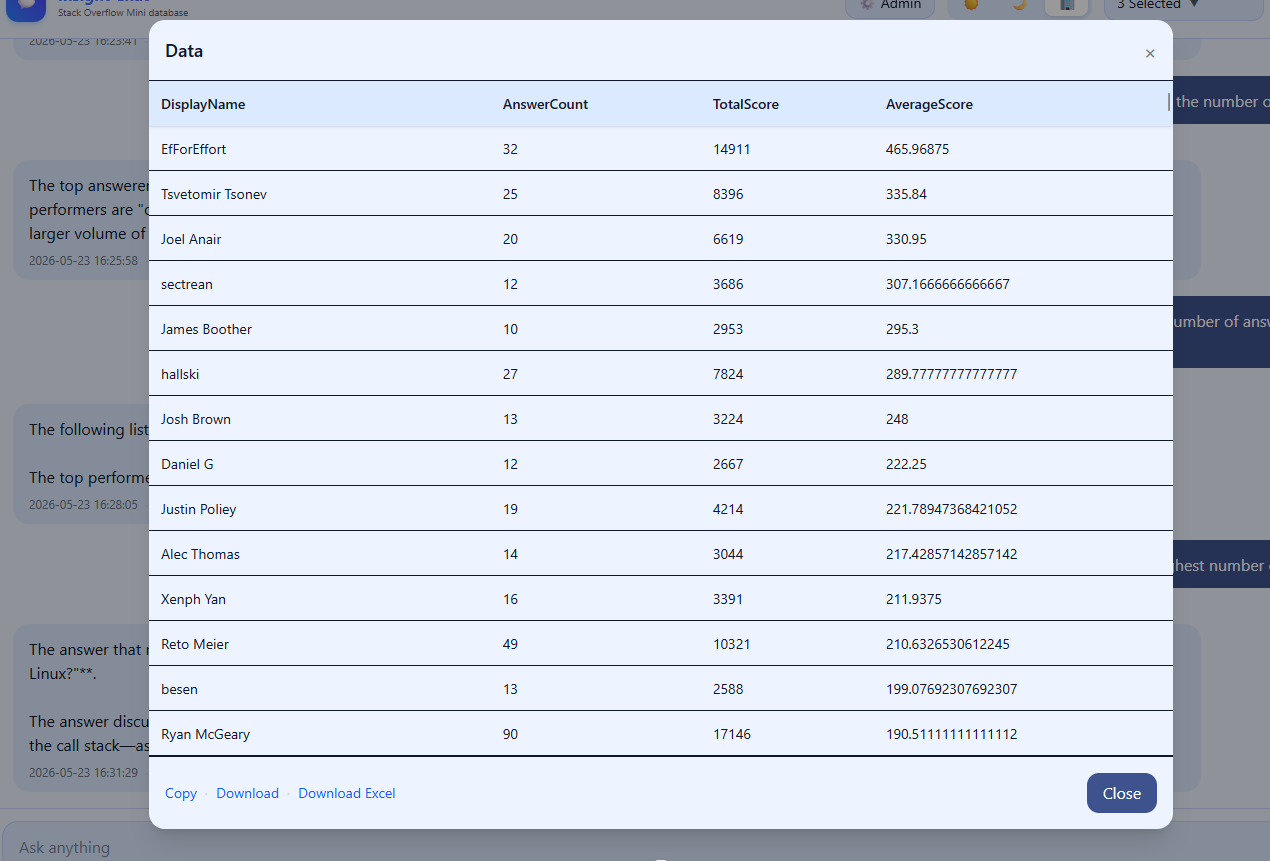 Stack Overflow Mini database
Admin
3 Selected ▼
2026-05-23 16:23:41
Data
×
DisplayName AnswerCount TotalScore AverageScore
EfForEffort 32 14911 465.96875
Tsvetomir Tsonev 25 8396 335.84
Joel Anair 20 6619 330.95
sectrean 12 3686 307.1666666666667
James Boother 10 2953 295.3
hallski 27 7824 289.77777777777777
Josh Brown 13 3224 248
Daniel G 12 2667 222.25
Justin Poliey 19 4214 221.78947368421052
Alec Thomas 14 3044 217.42857142857142
Xenph Yan 16 3391 211.9375
Reto Meier 49 10321 210.6326530612245
besen 13 2588 199.07692307692307
Ryan McGeary 90 17146 190.51111111111112
Copy · Download · Download Excel
Close
the number o
The top answerer
performers are "c
larger volume of
2026-05-23 16:25:58
umber of answ
The following list
The top performe
2026-05-23 16:28:05
ghest number
The answer that
Linux?"**.
The answer discu
the call stack—as
2026-05-23 16:31:29
Ask anything